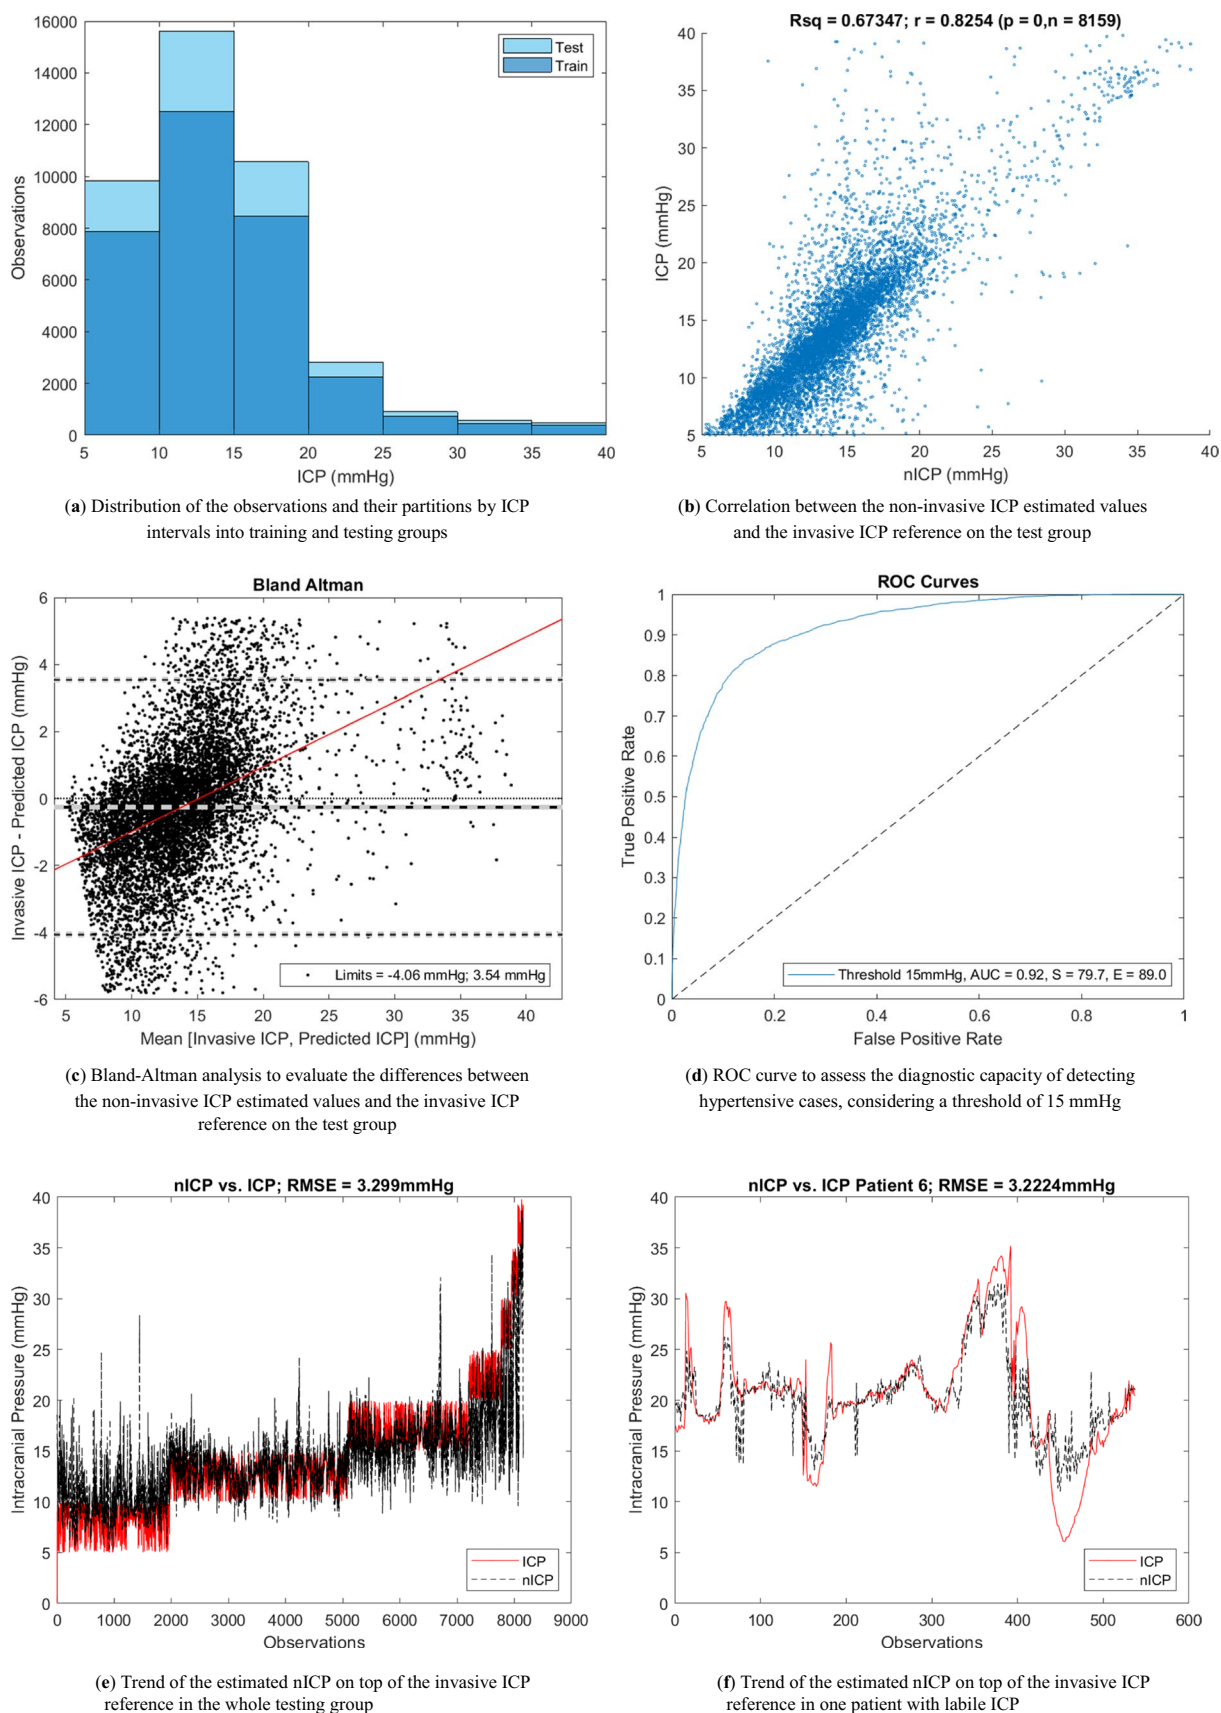 16000
14000
12000
10000
8000
6000
4000
2000
0
Observations
5 10 15 20 25 30 35 40
ICP (mmHg)
Test
Train
(a) Distribution of the observations and their partitions by ICP
intervals into training and testing groups
Rsq = 0.67347; r = 0.8254 (p = 0,n = 8159)
40
35
30
25
20
15
10
5
ICP (mmHg)
5 10 15 20 25 30 35 40
nICP (mmHg)
(b) Correlation between the non-invasive ICP estimated values
and the invasive ICP reference on the test group
Bland Altman
6
4
2
0
-2
-4
-6
Invasive ICP - Predicted ICP (mmHg)
Limits = -4.06 mmHg; 3.54 mmHg
5 10 15 20 25 30 35 40
Mean [Invasive ICP, Predicted ICP] (mmHg)
(c) Bland-Altman analysis to evaluate the differences between
the non-invasive ICP estimated values and the invasive ICP
reference on the test group
ROC Curves
1
0.9
0.8
0.7
0.6
0.5
0.4
0.3
0.2
0.1
0
True Positive Rate
Threshold 15mmHg, AUC = 0.92, S = 79.7, E = 89.0
0 0.2 0.4 0.6 0.8 1
False Positive Rate
(d) ROC curve to assess the diagnostic capacity of detecting
hypertensive cases, considering a threshold of 15 mmHg
nICP vs. ICP; RMSE = 3.299mmHg
40
35
30
25
20
15
10
5
0
Intracranial Pressure (mmHg)
ICP
nICP
0 1000 2000 3000 4000 5000 6000 7000 8000 9000
Observations
(e) Trend of the estimated nICP on top of the invasive ICP
reference in the whole testing group
nICP vs. ICP Patient 6; RMSE = 3.2224mmHg
40
35
30
25
20
15
10
5
0
Intracranial Pressure (mmHg)
ICP
nICP
0 100 200 300 400 500 600
Observations
(f) Trend of the estimated nICP on top of the invasive ICP
reference in one patient with labile ICP